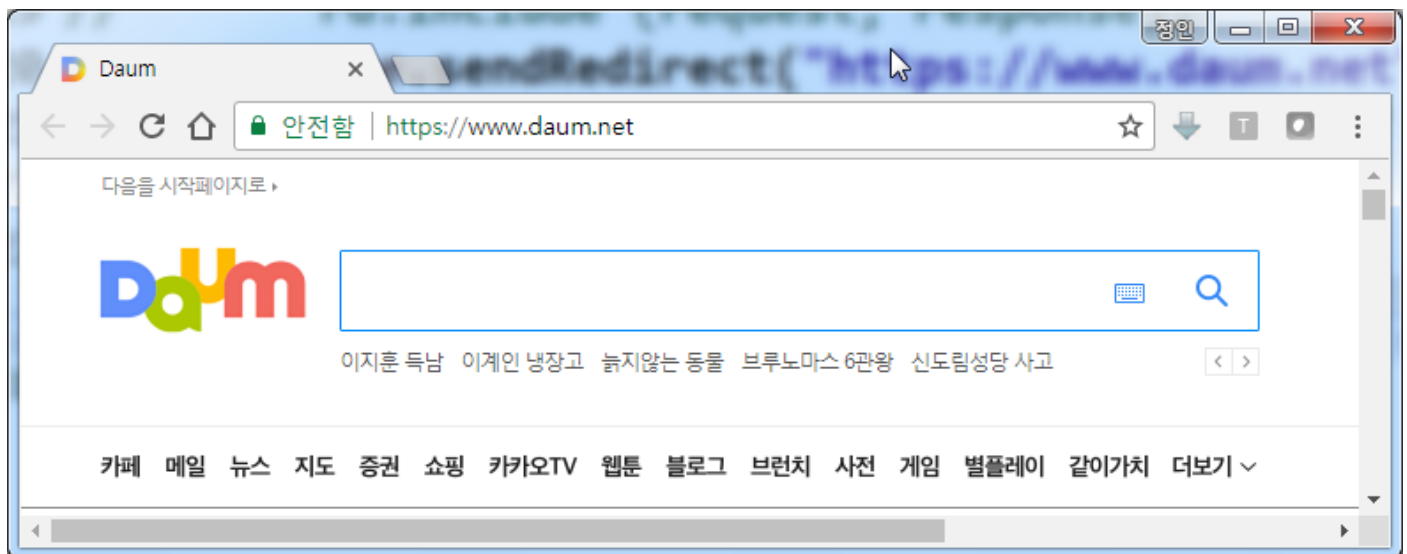 점인
sendRedirect("https://www.daum.net
Daum
안전함 | https://www.daum.net
T
다음을 시작페이지로
Daum
이지훈 득남 이계인 냉장고 늙지않는 동물 브루노마스 6관왕 신도림성당 사고
카페 메일 뉴스 지도 증권 쇼핑 카카오TV 웹툰 블로그 브런치 사전 게임 별플레이 같이가치 더보기